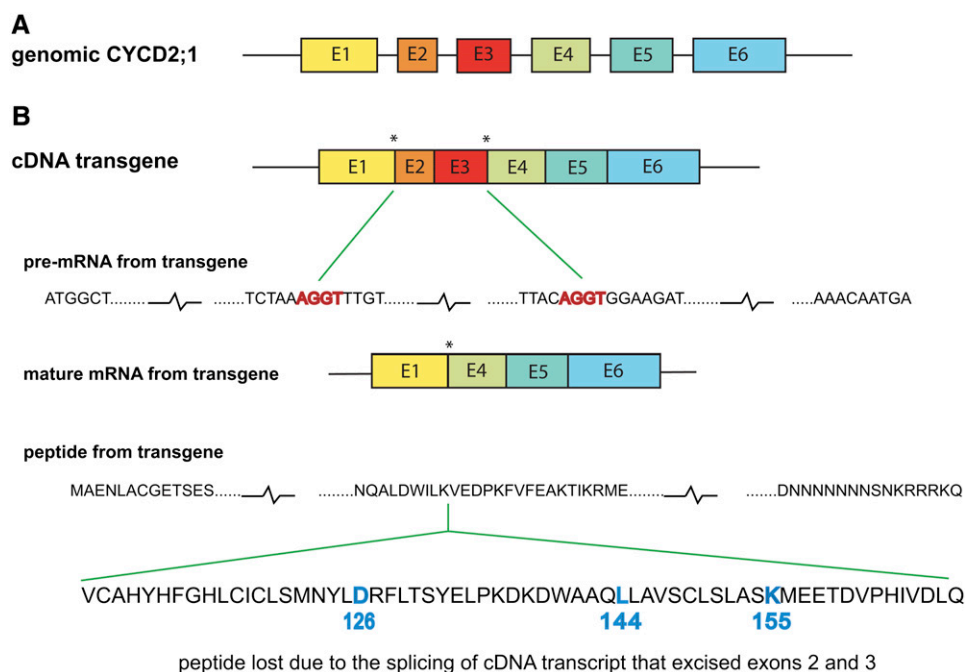 A
genomic CYCD2;1
E1 E2 E3 E4 E5 E6
B
* *
cDNA transgene
E1 E2 E3 E4 E5 E6
pre-mRNA from transgene
ATGGCT........ ......TCTAAAGGTTTGT...... ......TTACAGGTGGAAGAT...... .....AAACAATGA
*
mature mRNA from transgene
E1 E4 E5 E6
peptide from transgene
MAENLACGETSES...... ........NQALDWILKVEDPKFVFEAKTIKRME....... .......DNNNNNNNSNKRRRKQ
VCAHYHFGHLCICLSMNYLDRFLTSYELPKDKDWAAQLLAVSCLSLASKMEETDVPHIVDLQ
126 144 155
peptide lost due to the splicing of cDNA transcript that excised exons 2 and 3